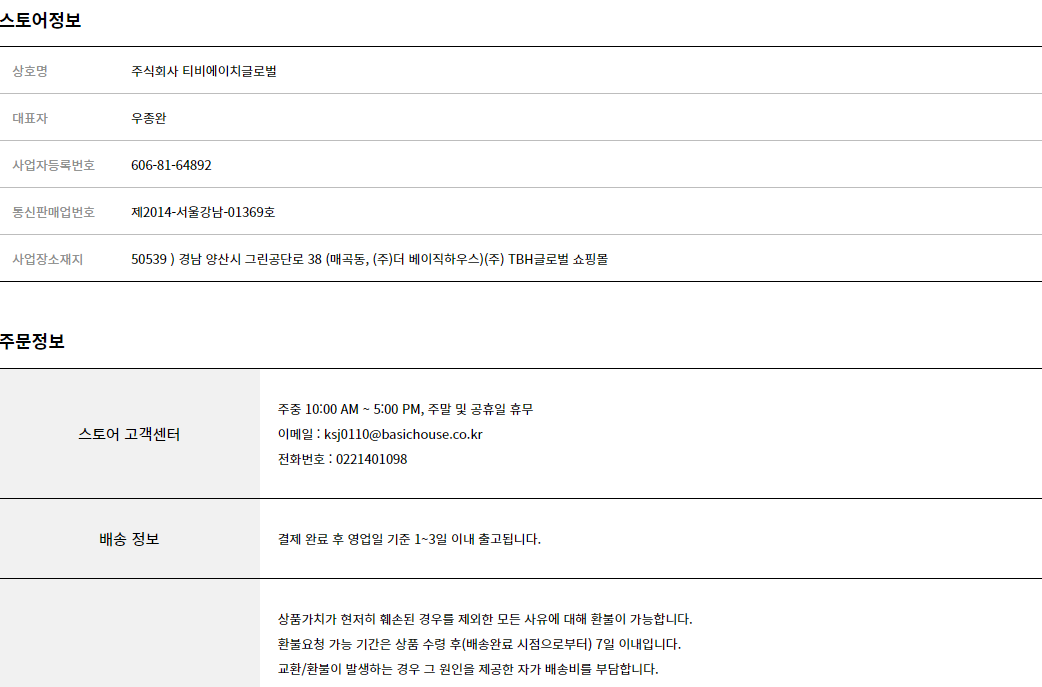 스토어정보
상호명 주식회사 티비에이치글로벌
대표자 우종완
사업자등록번호 606-81-64892
통신판매업번호 제2014-서울강남-01369호
사업장소재지 50539 ) 경남 양산시 그린공단로 38 (매곡동, (주)더 베이직하우스)(주) TBH글로벌 쇼핑몰
주문정보
스토어 고객센터
주중 10:00 AM ~ 5:00 PM, 주말 및 공휴일 휴무
이메일 : ksj0110@basichouse.co.kr
전화번호 : 0221401098
배송 정보
결제 완료 후 영업일 기준 1~3일 이내 출고됩니다.
상품가치가 현저히 훼손된 경우를 제외한 모든 사유에 대해 환불이 가능합니다.
환불요청 가능 기간은 상품 수령 후(배송완료 시점으로부터) 7일 이내입니다.
교환/환불이 발생하는 경우 그 원인을 제공한 자가 배송비를 부담합니다.